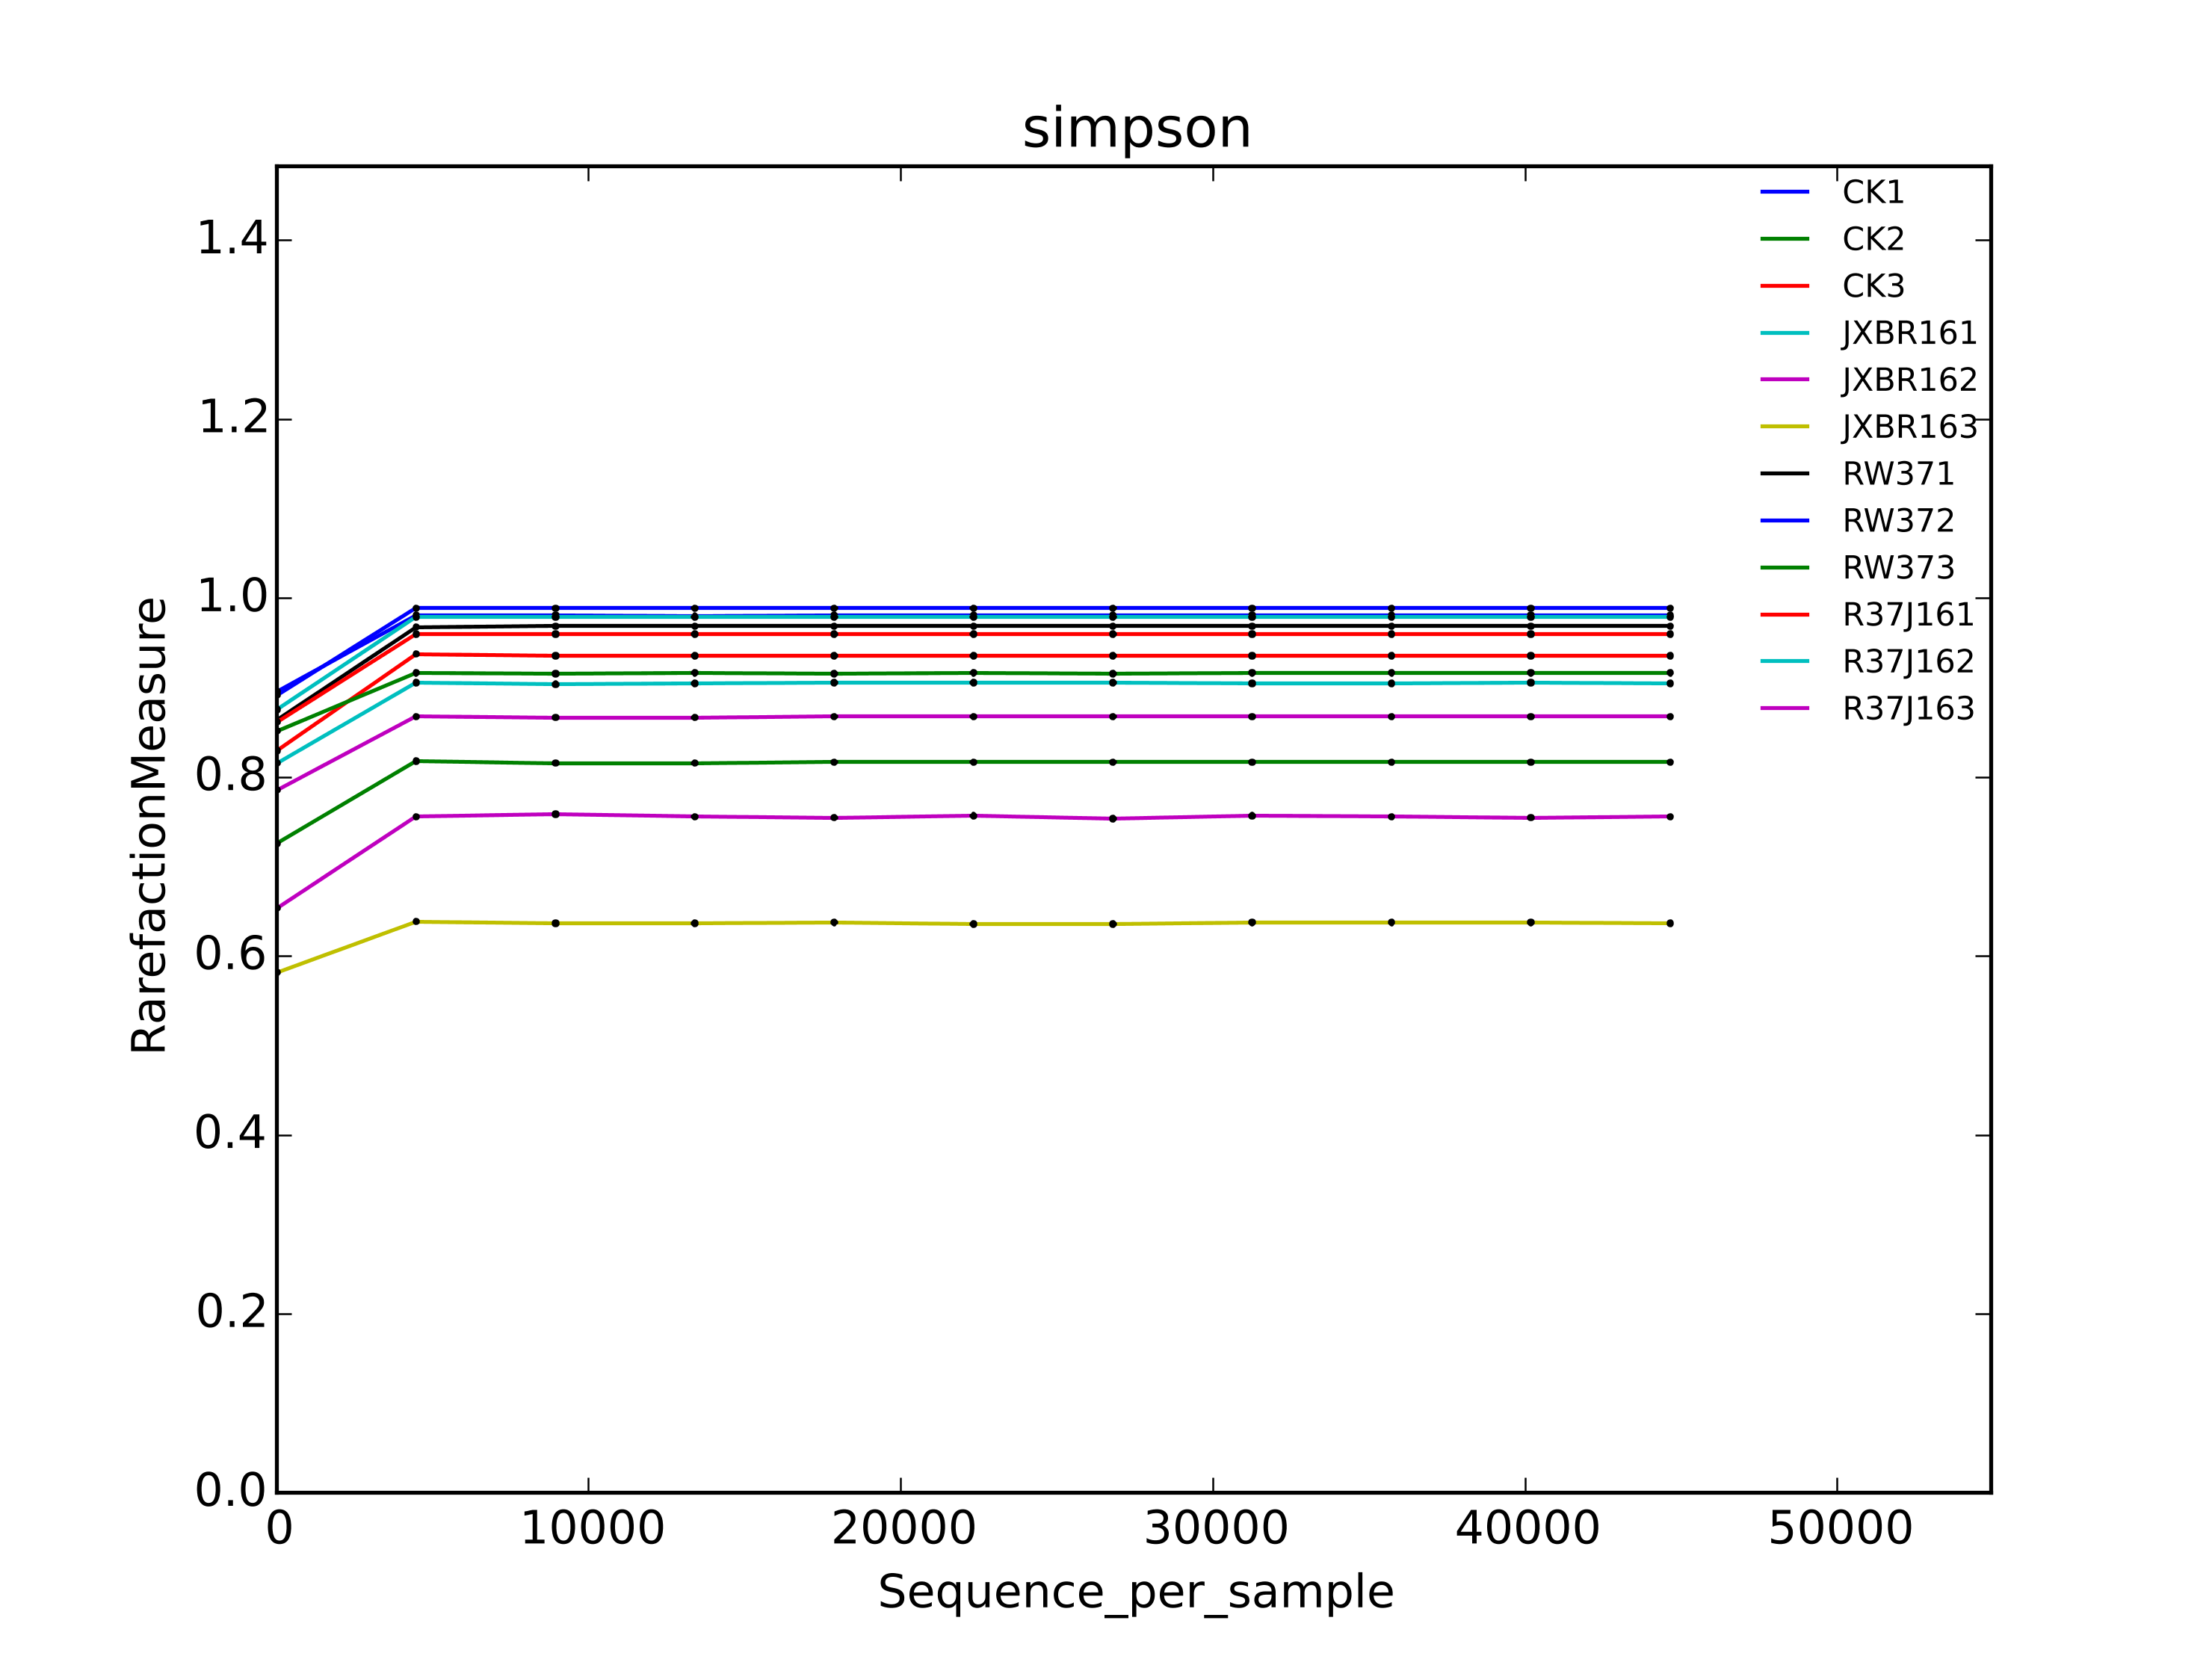 simpson
1.4
1.2
1.0
0.8
0.6
0.4
0.2
0.0
RarefactionMeasure
CK1
CK2
CK3
JXBR161
JXBR162
JXBR163
RW371
RW372
RW373
R37J161
R37J162
R37J163
0 10000 20000 30000 40000 50000
Sequence_per_sample